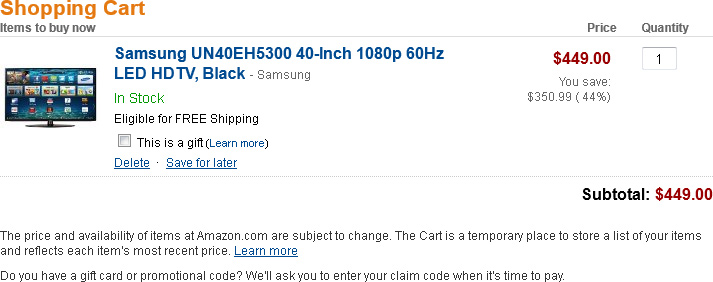 Shopping Cart
Items to buy now Price Quantity
Samsung UN40EH5300 40-Inch 1080p 60Hz
LED HDTV, Black - Samsung
$449.00
1
You save:
$350.99 ( 44%)
In Stock
Eligible for FREE Shipping
This is a gift (Learn more)
Delete · Save for later
Subtotal: $449.00
The price and availability of items at Amazon.com are subject to change. The Cart is a temporary place to store a list of your items
and reflects each item's most recent price. Learn more
Do you have a gift card or promotional code? We'll ask you to enter your claim code when it's time to pay.